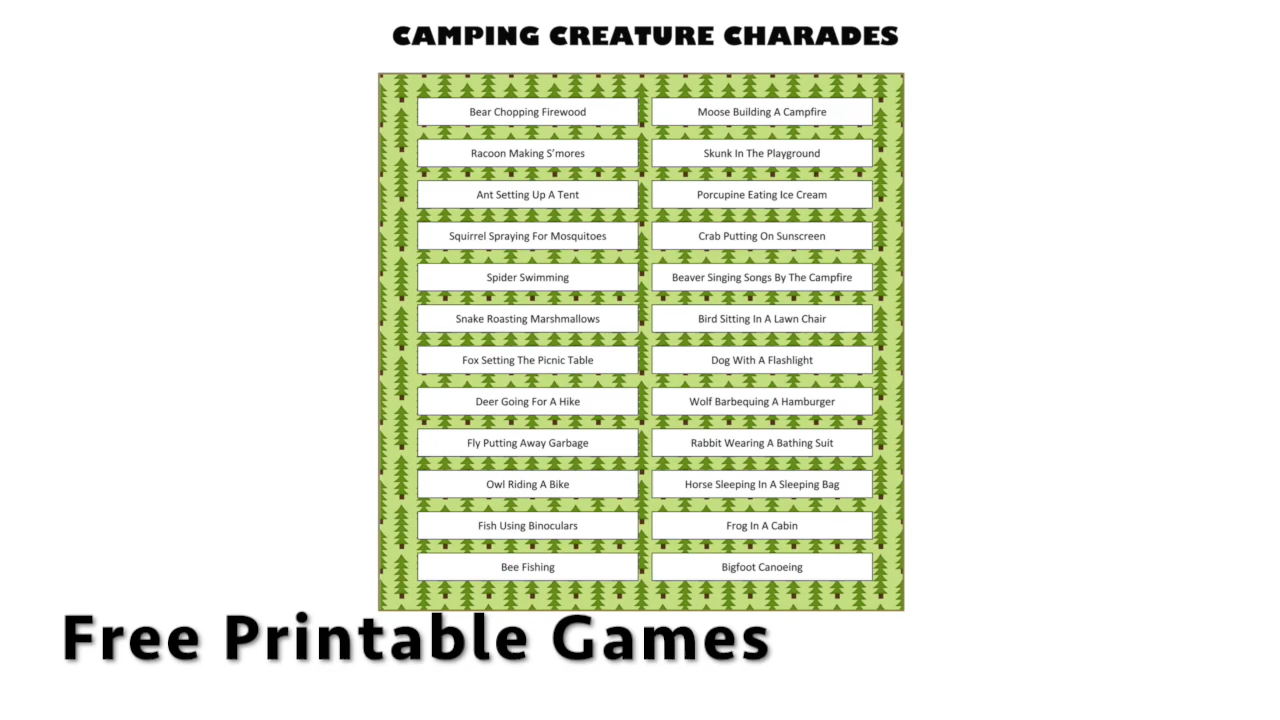 CAMPING CREATURE CHARADES
Bear Chopping Firewood
Moose Building A Campfire
Racoon Making S’mores
Skunk In The Playground
Ant Setting Up A Tent
Porcupine Eating Ice Cream
Squirrel Spraying For Mosquitoes
Crab Putting On Sunscreen
Spider Swimming
Beaver Singing Songs By The Campfire
Snake Roasting Marshmallows
Bird Sitting In A Lawn Chair
Fox Setting The Picnic Table
Dog With A Flashlight
Deer Going For A Hike
Wolf Barbequing A Hamburger
Fly Putting Away Garbage
Rabbit Wearing A Bathing Suit
Owl Riding A Bike
Horse Sleeping In A Sleeping Bag
Fish Using Binoculars
Frog In A Cabin
Bee Fishing
Bigfoot Canoeing
Free Printable Games